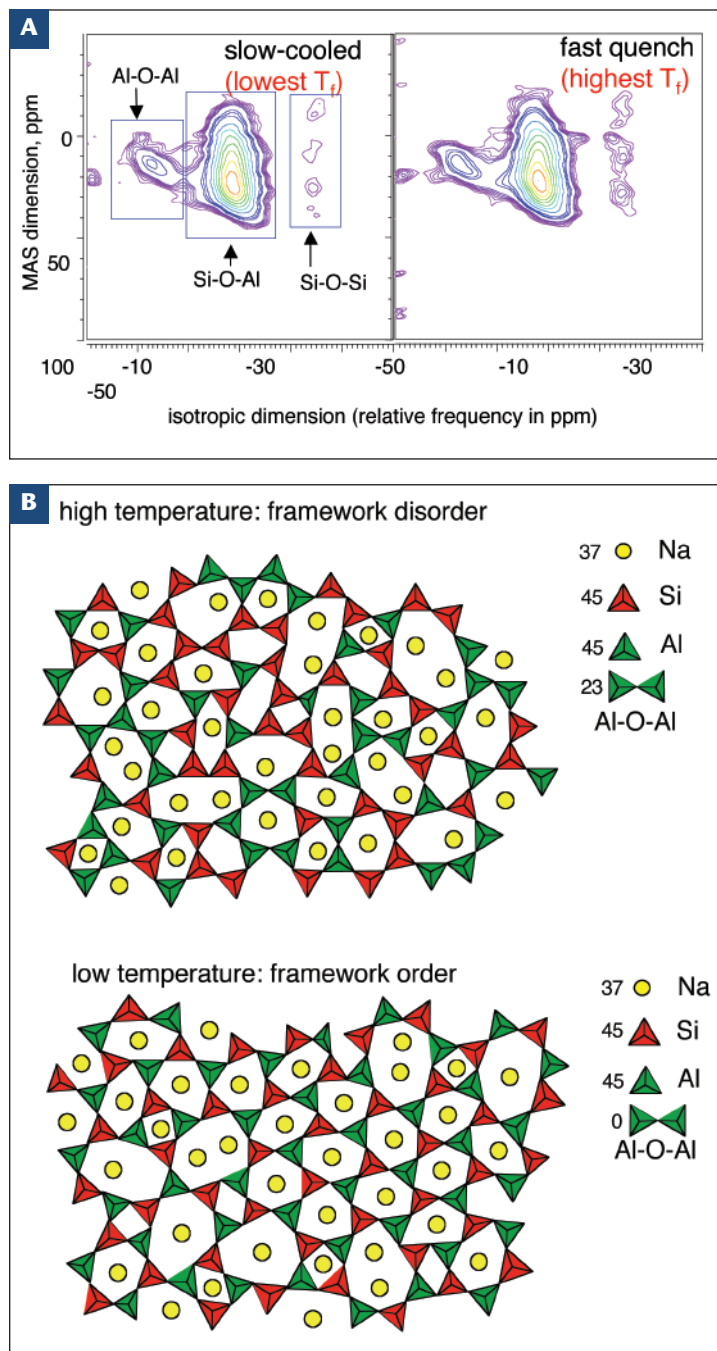 A
slow-cooled
(lowest Tf)
fast quench
(highest Tf)
Al-O-Al
Si-O-Al
Si-O-Si
MAS dimension, ppm
0
50
100
-10
-30
-50
-10
-30
-50
isotropic dimension (relative frequency in ppm)
B
high temperature: framework disorder
37 Na
45 Si
45 Al
23
Al-O-Al
low temperature: framework order
37 Na
45 Si
45 Al
0
Al-O-Al